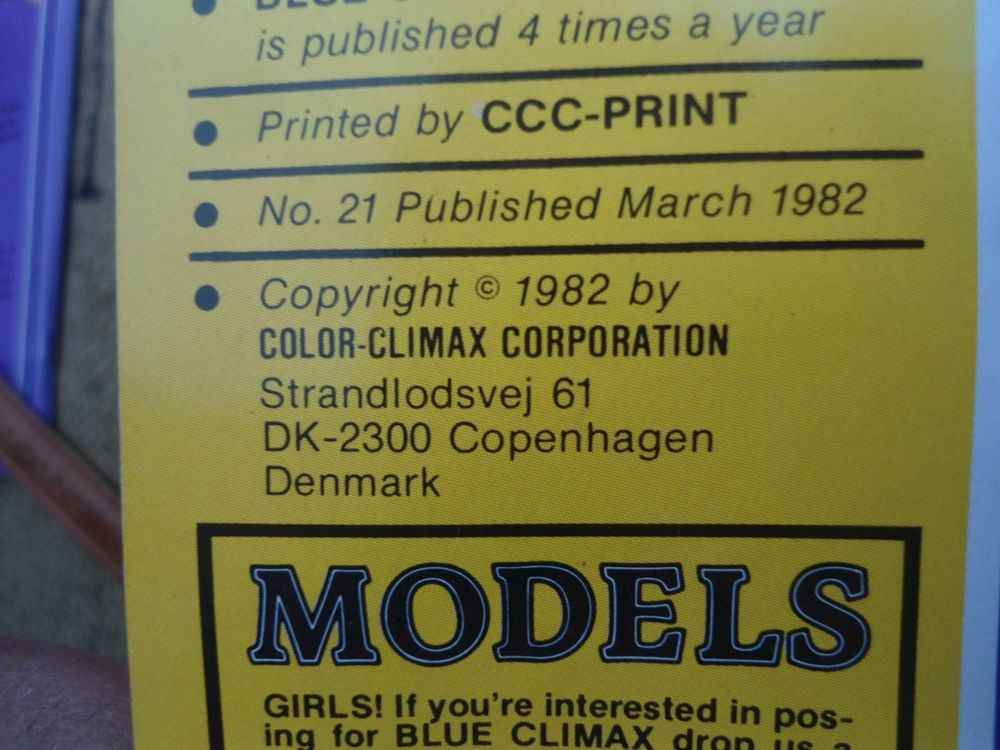 BLUE
is published 4 times a year
Printed by CCC-PRINT
No. 21 Published March 1982
Copyright © 1982 by
COLOR-CLIMAX CORPORATION
Strandlodsvej 61
DK-2300 Copenhagen
Denmark
MODELS
GIRLS! If you're interested in pos-
ing for BLUE CLIMAX drop us a